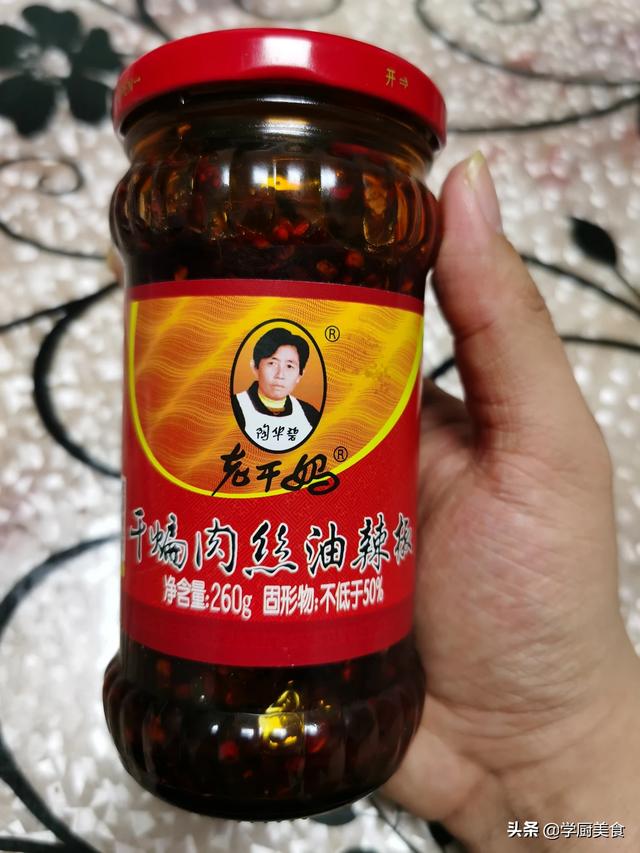 开
®
陶华碧
老干妈®
干煸肉丝油辣椒
净含量:260g 固形物:不低于50%
头条 @学厨美食